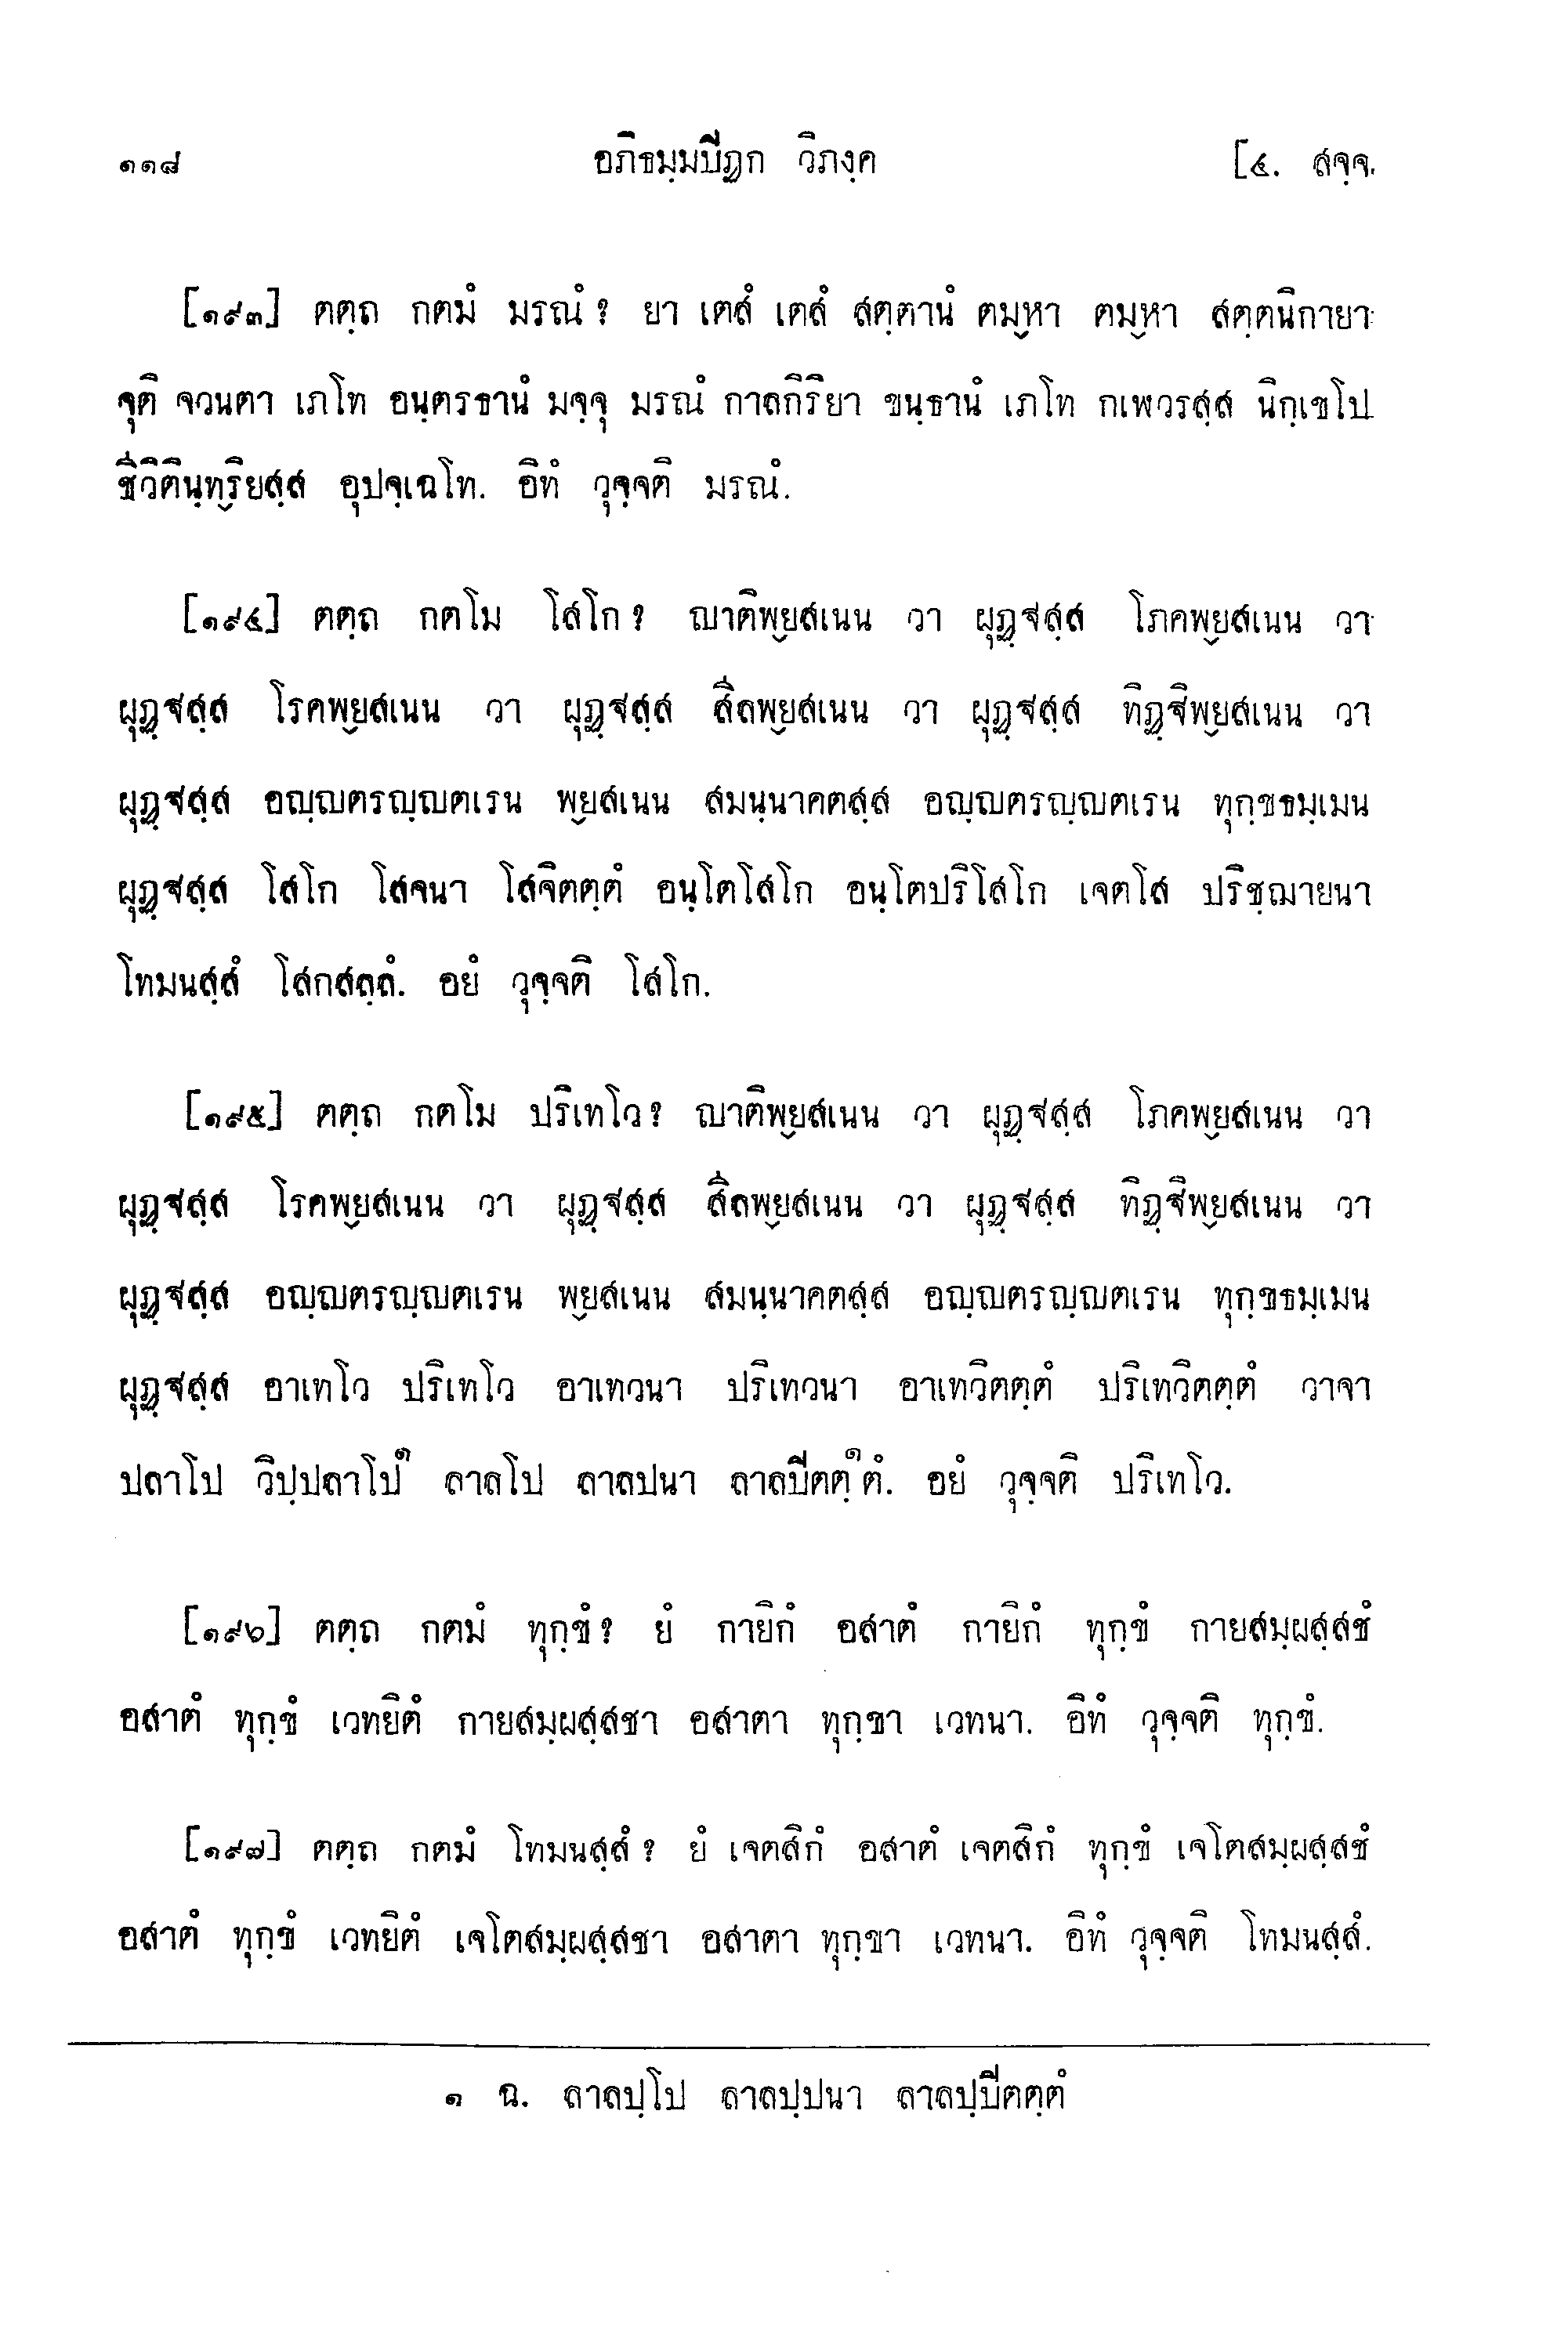 ๑๑๘ อภิธมฺมปิฏก วิภงฺค [๔. สจฺจ.
[๑๙๓] ตตฺถ กตมํ มรณํ? ยา เตสํ เตสํ สตฺตานํ ตมฺหา ตมฺหา สตฺตนิกายา
จุติ จวนตา เภโท อนฺตรธานํ มจฺจุ มรณํ กาลกิริยา ขนฺธานํ เภโท กเฬวรสฺส นิกฺเขโป
ชีวิตินฺทฺริยสฺส อุปจฺเฉโท. อิทํ วุจฺจติ มรณํ.
[๑๙๔] ตตฺถ กตโม โสโก? ญาติพฺยสเนน วา ผุฏฺฐสฺส โภคพฺยสเนน วา
ผุฏฺฐสฺส โรคพฺยสเนน วา ผุฏฺฐสฺส สีลพฺยสเนน วา ผุฏฺฐสฺส ทิฏฺฐิพฺยสเนน วา
ผุฏฺฐสฺส อญฺญตรญฺญตเรน พฺยสเนน สมนฺนาคตสฺส อญฺญตรญฺญตเรน ทุกฺขธมฺเมน
ผุฏฺฐสฺส โสโก โสจนา โสจิตตฺตํ อนฺโตโสโก อนฺโตปริโสโก เจตโส ปริชฺฌายนา
โทมนสฺสํ โสกสลฺลํ. อยํ วุจฺจติ โสโก.
[๑๙๕] ตตฺถ กตโม ปริเทโว? ญาติพฺยสเนน วา ผุฏฺฐสฺส โภคพฺยสเนน วา
ผุฏฺฐสฺส โรคพฺยสเนน วา ผุฏฺฐสฺส สีลพฺยสเนน วา ผุฏฺฐสฺส ทิฏฺฐิพฺยสเนน วา
ผุฏฺฐสฺส อญฺญตรญฺญตเรน พฺยสเนน สมนฺนาคตสฺส อญฺญตรญฺญตเรน ทุกฺขธมฺเมน
ผุฏฺฐสฺส อาเทโว ปริเทโว อาเทวนา ปริเทวนา อาเทวิตตฺตํ ปริเทวิตตฺตํ วาจา
ปลาโป วิปฺปลาโป๑ ลาลโป ลาลปนา ลาลปิตตฺ๑ตํ. อยํ วุจฺจติ ปริเทโว.
[๑๙๖] ตตฺถ กตมํ ทุกฺขํ? ยํ กายิกํ อสาตํ กายิกํ ทุกฺขํ กายสมฺผสฺสชํ
อสาตํ ทุกฺขํ เวทยิตํ กายสมฺผสฺสชา อสาตา ทุกฺขา เวทนา. อิทํ วุจฺจติ ทุกฺขํ.
[๑๙๗] ตตฺถ กตมํ โทมนสฺสํ? ยํ เจตสิกํ อสาตํ เจตสิกํ ทุกฺขํ เจโตสมฺผสฺสชํ
อสาตํ ทุกฺขํ เวทยิตํ เจโตสมฺผสฺสชา อสาตา ทุกฺขา เวทนา. อิทํ วุจฺจติ โทมนสฺสํ.
๑ ฉ. ลาลปฺโป ลาลปฺปนา ลาลปฺปิตตฺตํ